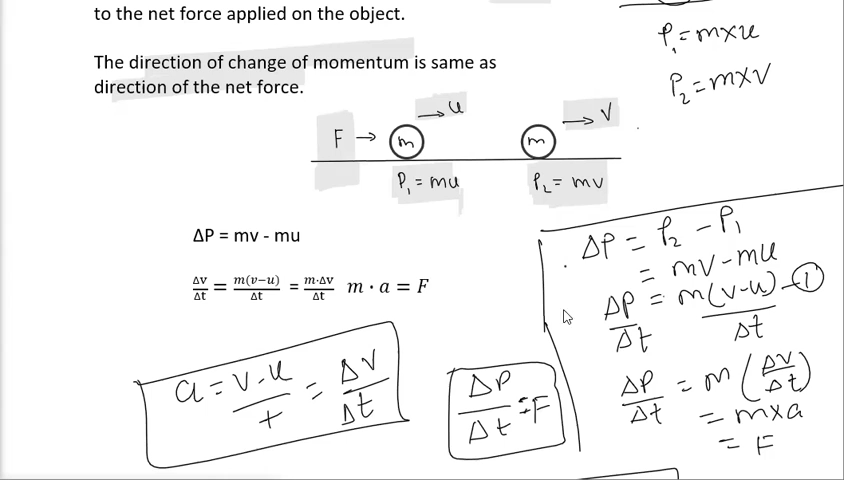 to the net force applied on the object.
The direction of change of momentum is same as
direction of the net force.
F → m → u
m → V
P₁ = mu
P₂ = mv
ΔP = mv - mu
Δv/Δt = m(v−u)/Δt = m·Δv/Δt m · a = F
a = v-u/t = ΔV/Δt
ΔP/Δt = F
P₁ = m×u
P₂ = m×v
ΔP = P₂ - P₁
= mv - mu
ΔP/Δt = m(v-u)/Δt - ①
ΔP/Δt = m (Δv/Δt)
= m×a
= F